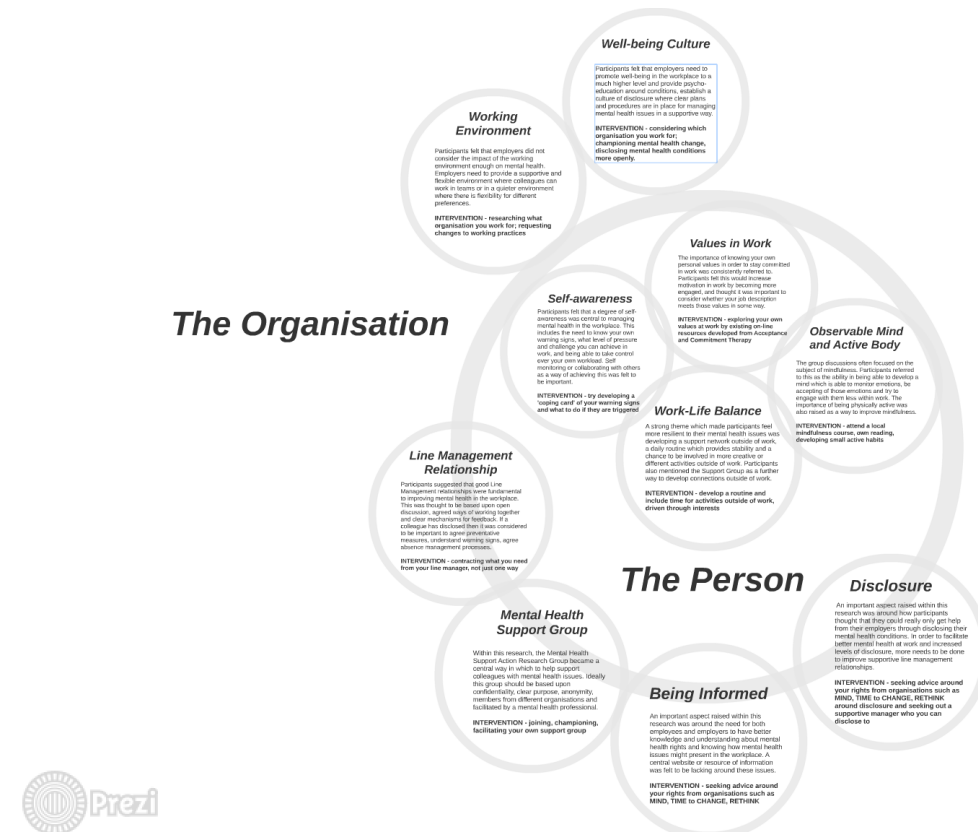 Well-being Culture
Participants felt that employers need to
promote well-being in the workplace to a
much higher level and provide psycho-
education around conditions, establish a
culture of disclosure where clear plans
and procedures are in place for managing
mental health issues in a supportive way.
INTERVENTION - considering which
organisation you work for;
championing mental health change,
disclosing mental health conditions
more openly.
Working
Environment
Participants felt that employers did not
consider the impact of the working
environment enough on mental health.
Employers need to provide a supportive and
flexible environment where colleagues can
work in teams or in a quieter environment
where there is flexibility for different
preferences.
INTERVENTION - researching what
organisation you work for; requesting
changes to working practices
Values in Work
The importance of knowing your own
personal values in order to stay committed
in work was consistently referred to.
Participants felt this would increase
motivation in work by becoming more
engaged, and thought it was important to
consider whether your job description
meets those values in some way.
INTERVENTION - exploring your own
values at work by existing on-line
resources developed from Acceptance
and Commitment Therapy
Self-awareness
Participants felt that a degree of self-
awareness was central to managing
mental health in the workplace. This
includes the need to know your own
warning signs, what level of pressure
and challenge you can achieve in
work, and being able to take control
over your own workload. Self
monitoring or collaborating with others
as a way of achieving this was felt to
be important.
INTERVENTION - try developing a
'coping card' of your warning signs
and what to do if they are triggered
The Organisation
Observable Mind
and Active Body
The group discussions often focused on the
subject of mindfulness. Participants referred
to this as the ability in being able to develop a
mind which is able to monitor emotions, be
accepting of those emotions and try to
engage with them less within work. The
importance of being physically active was
also raised as a way to improve mindfulness.
INTERVENTION - attend a local
mindfulness course, own reading,
developing small active habits
Work-Life Balance
A strong theme which made participants feel
more resilient to their mental health issues was
developing a support network outside of work,
a daily routine which provides stability and a
chance to be involved in more creative or
different activities outside of work. Participants
also mentioned the Support Group as a further
way to develop connections outside of work.
INTERVENTION - develop a routine and
include time for activities outside of work,
driven through interests
Line Management
Relationship
Participants suggested that good Line
Management relationships were fundamental
to improving mental health in the workplace.
This was thought to be based upon open
discussion, agreed ways of working together
and clear mechanisms for feedback. If a
colleague has disclosed then it was considered
to be important to agree preventative
measures, understand warning signs, agree
absence management processes.
INTERVENTION - contracting what you need
from your line manager, not just one way
The Person
Disclosure
An important aspect raised within this
research was around how participants
thought that they could really only get help
from their employers through disclosing their
mental health conditions. In order to facilitate
better mental health at work and increased
levels of disclosure, more needs to be done
to improve supportive line management
relationships.
INTERVENTION - seeking advice around
your rights from organisations such as
MIND, TIME to CHANGE, RETHINK
around disclosure and seeking out a
supportive manager who you can
disclose to
Mental Health
Support Group
Within this research, the Mental Health
Support Action Research Group became a
central way in which to help support
colleagues with mental health issues. Ideally
this group should be based upon
confidentiality, clear purpose, anonymity,
members from different organisations and
facilitated by a mental health professional.
INTERVENTION - joining, championing,
facilitating your own support group
Being Informed
An important aspect raised within this
research was around the need for both
employees and employers to have better
knowledge and understanding about mental
health rights and knowing how mental health
issues might present in the workplace. A
central website or resource of information
was felt to be lacking around these issues.
INTERVENTION - seeking advice around
your rights from organisations such as
MIND, TIME to CHANGE, RETHINK
Prezi